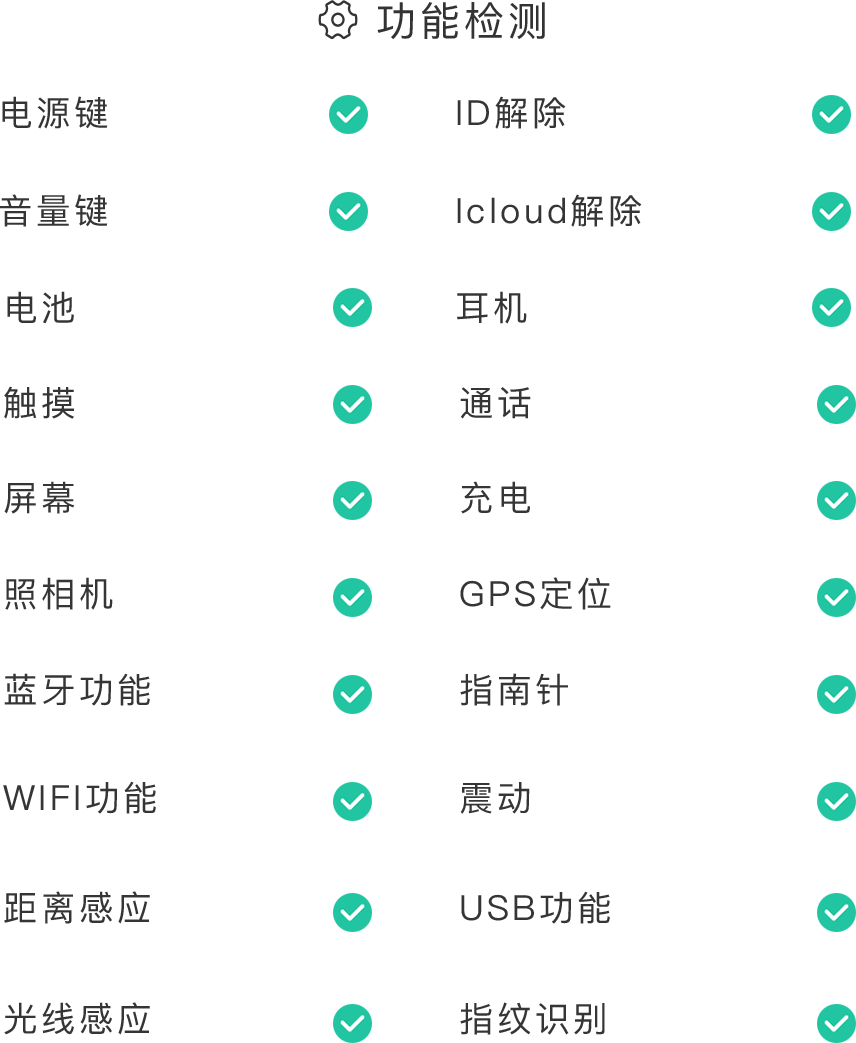 功能检测
电源键 ID解除
音量键 Icloud解除
电池 耳机
触摸 通话
屏幕 充电
照相机 GPS定位
蓝牙功能 指南针
WIFI功能 震动
距离感应 USB功能
光线感应 指纹识别